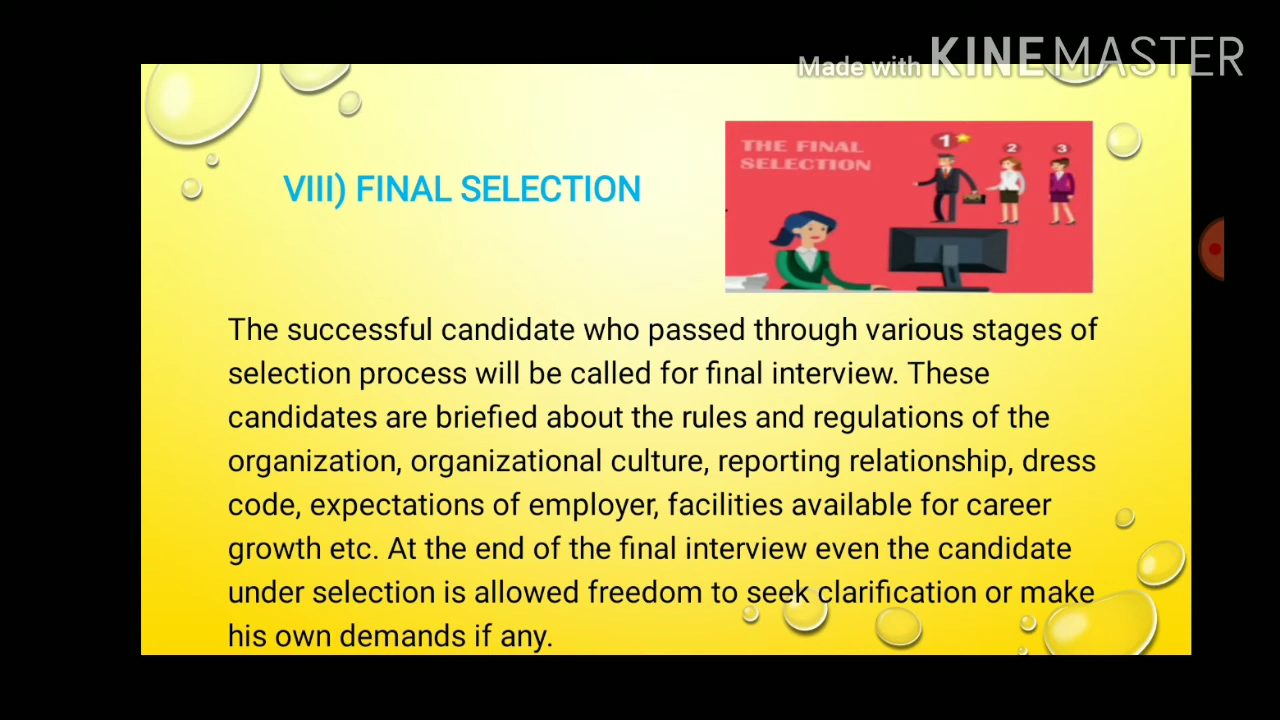 Made with KINEMASTER
THE FINAL
SELECTION
1
2
3
VIII) FINAL SELECTION
The successful candidate who passed through various stages of
selection process will be called for final interview. These
candidates are briefied about the rules and regulations of the
organization, organizational culture, reporting relationship, dress
code, expectations of employer, facilities available for career
growth etc. At the end of the final interview even the candidate
under selection is allowed freedom to seek clarification or make
his own demands if any.